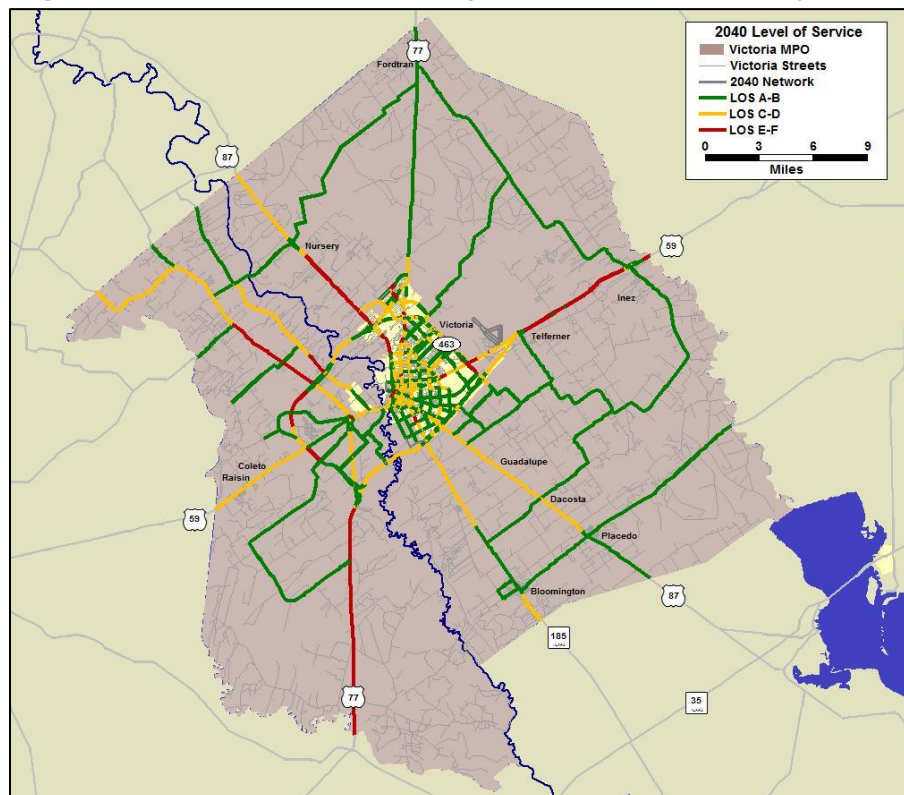 2040 Level of Service
Victoria MPO
Victoria Streets
2040 Network
LOS A-B
LOS C-D
LOS E-F
0 3 6 9
Miles
77
Fordtran
87
Nursery
59
Inez
Victoria
463
Telferner
Coleto
Raisin
Guadalupe
Dacosta
59
Placedo
Bloomington
87
185
77
35